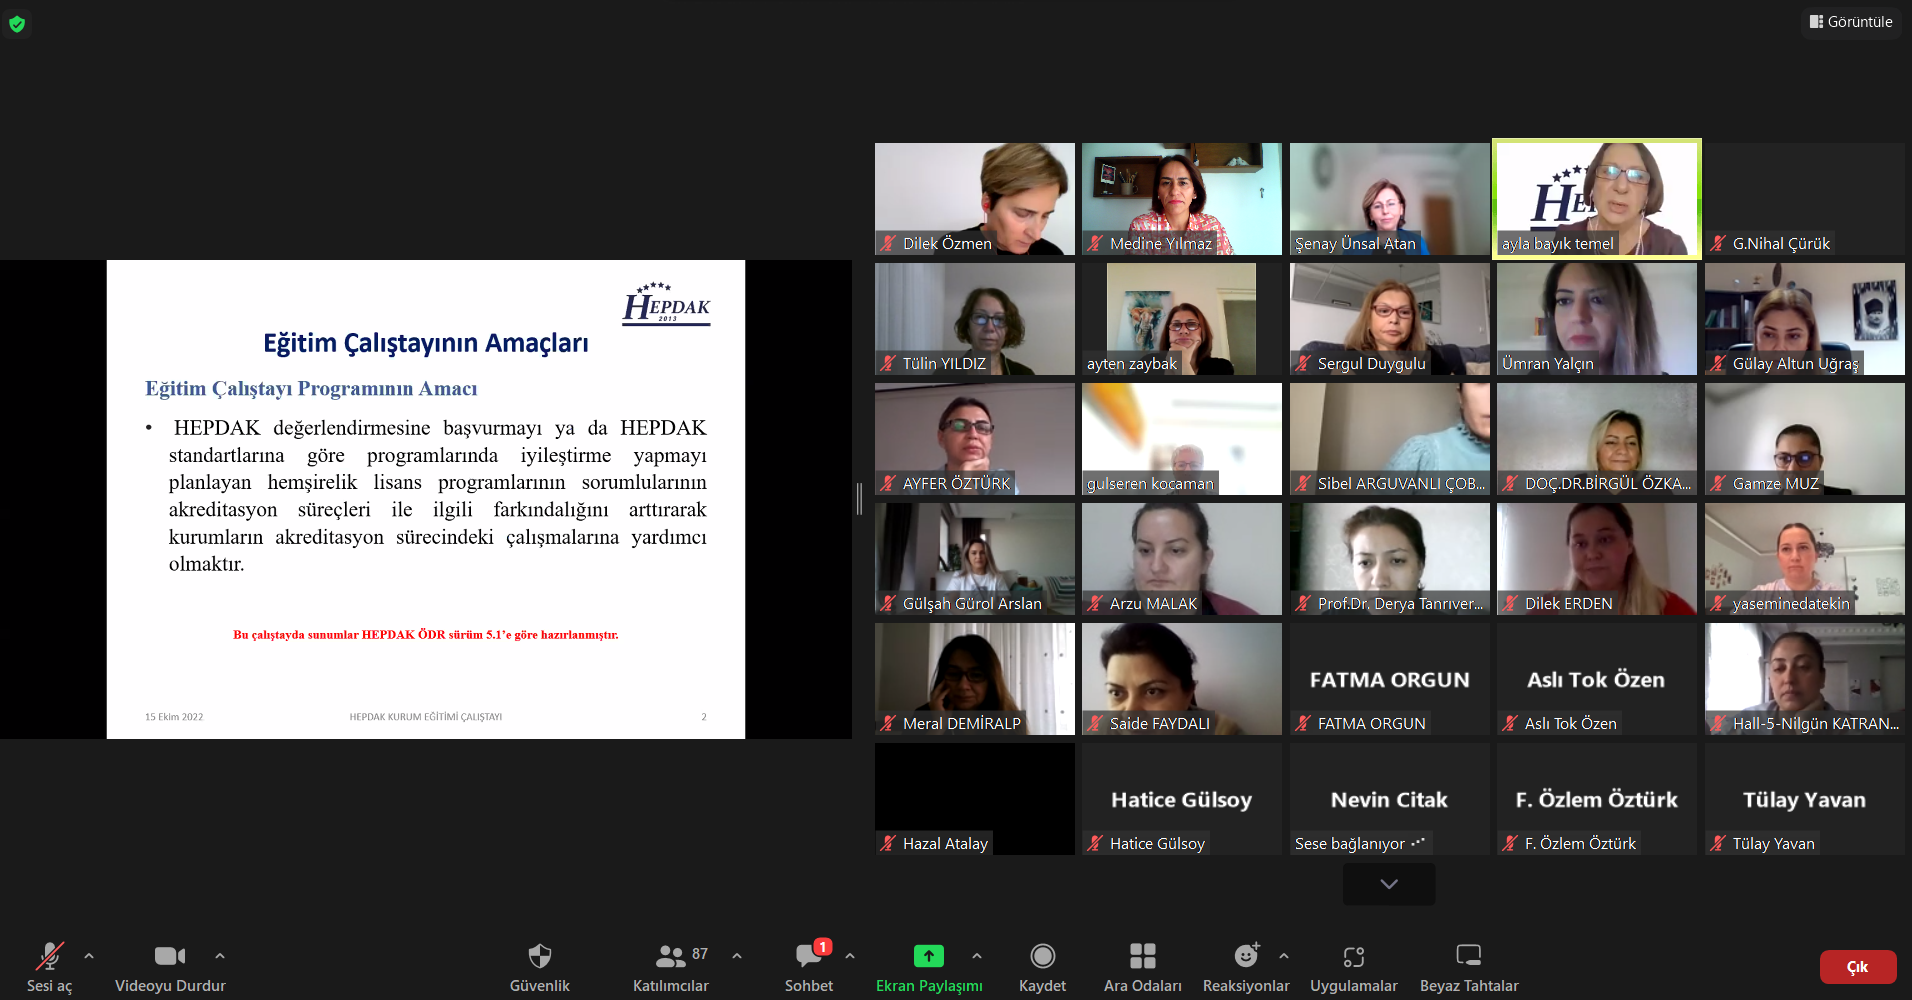 Görüntüle
HEPDAK
2013
Eğitim Çalıştayının Amaçları
Eğitim Çalıştayı Programının Amacı
• HEPDAK değerlendirmesine başvurmayı ya da HEPDAK
standartlarına göre programlarında iyileştirme yapmayı
planlayan hemşirelik lisans programlarının sorumlularının
akreditasyon süreçleri ile ilgili farkındalığını arttırarak
kurumların akreditasyon sürecindeki çalışmalarına yardımcı
olmaktır.
Bu çalıştayda sunumlar HEPDAK ÖDR sürüm 5.1'e göre hazırlanmıştır.
15 Ekim 2022
HEPDAK KURUM EĞİTİMİ ÇALIŞTAYI
2
Dilek Özmen
Medine Yılmaz
Şenay Ünsal Atan
ayla bayık temel
G.Nihal Çürük
Tülin YILDIZ
ayten zaybak
Sergul Duygulu
Ümran Yalçın
Gülay Altun Uğraş
AYFER ÖZTÜRK
gulseren kocaman
Sibel ARGUVANLI ÇOB...
DOÇ.DR.BİRGÜL ÖZKA...
Gamze MUZ
Gülşah Gürol Arslan
Arzu MALAK
Prof.Dr. Derya Tanrıver...
Dilek ERDEN
yaseminedatekin
Meral DEMİRALP
Saide FAYDALI
FATMA ORGUN
FATMA ORGUN
Aslı Tok Özen
Aslı Tok Özen
Hall-5-Nilgün KATRAN...
Hazal Atalay
Hatice Gülsoy
Hatice Gülsoy
Nevin Citak
Sese bağlanıyor
F. Özlem Öztürk
F. Özlem Öztürk
Tülay Yavan
Tülay Yavan
Sesi aç
Videoyu Durdur
Güvenlik
87
Katılımcılar
1
Sohbet
Ekran Paylaşımı
Kaydet
Ara Odaları
Reaksiyonlar
Uygulamalar
Beyaz Tahtalar
Çık